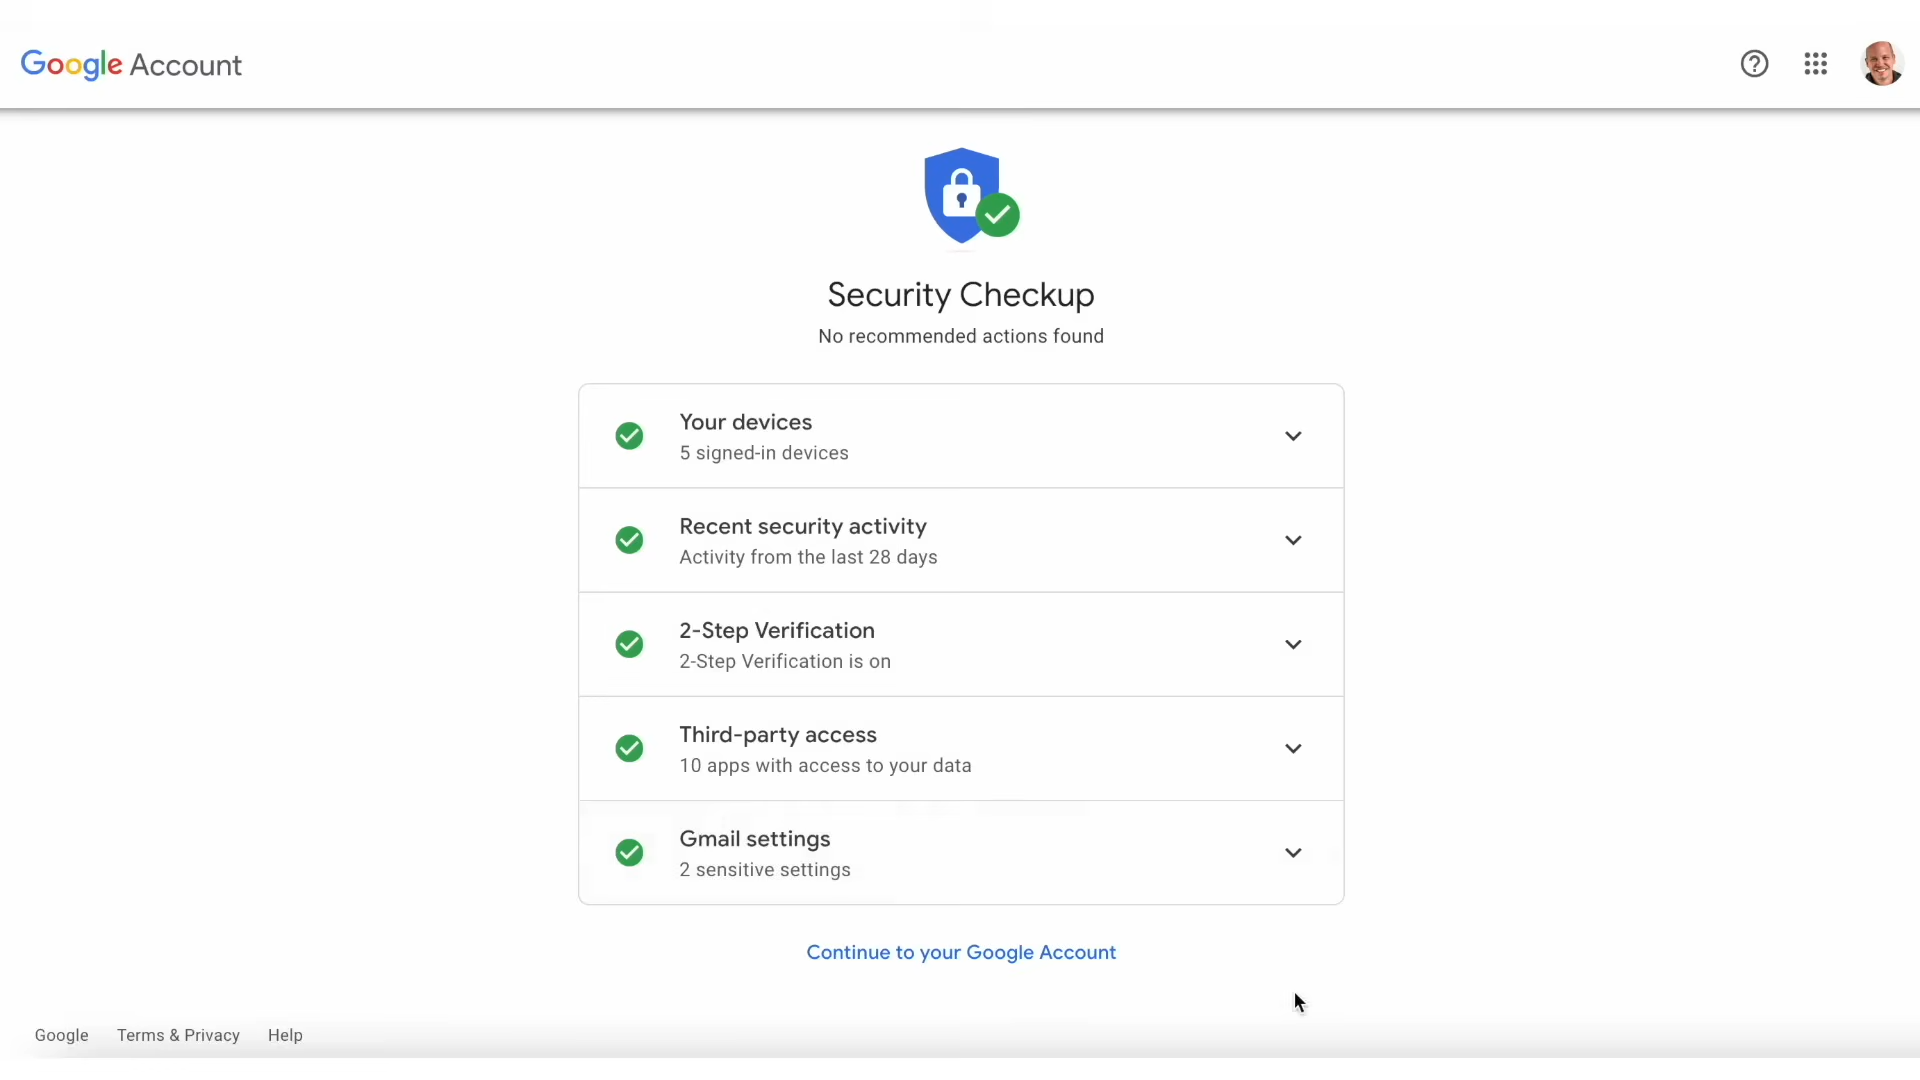 Google Account
Security Checkup
No recommended actions found
Your devices
5 signed-in devices
Recent security activity
Activity from the last 28 days
2-Step Verification
2-Step Verification is on
Third-party access
10 apps with access to your data
Gmail settings
2 sensitive settings
Continue to your Google Account
Google Terms & Privacy Help